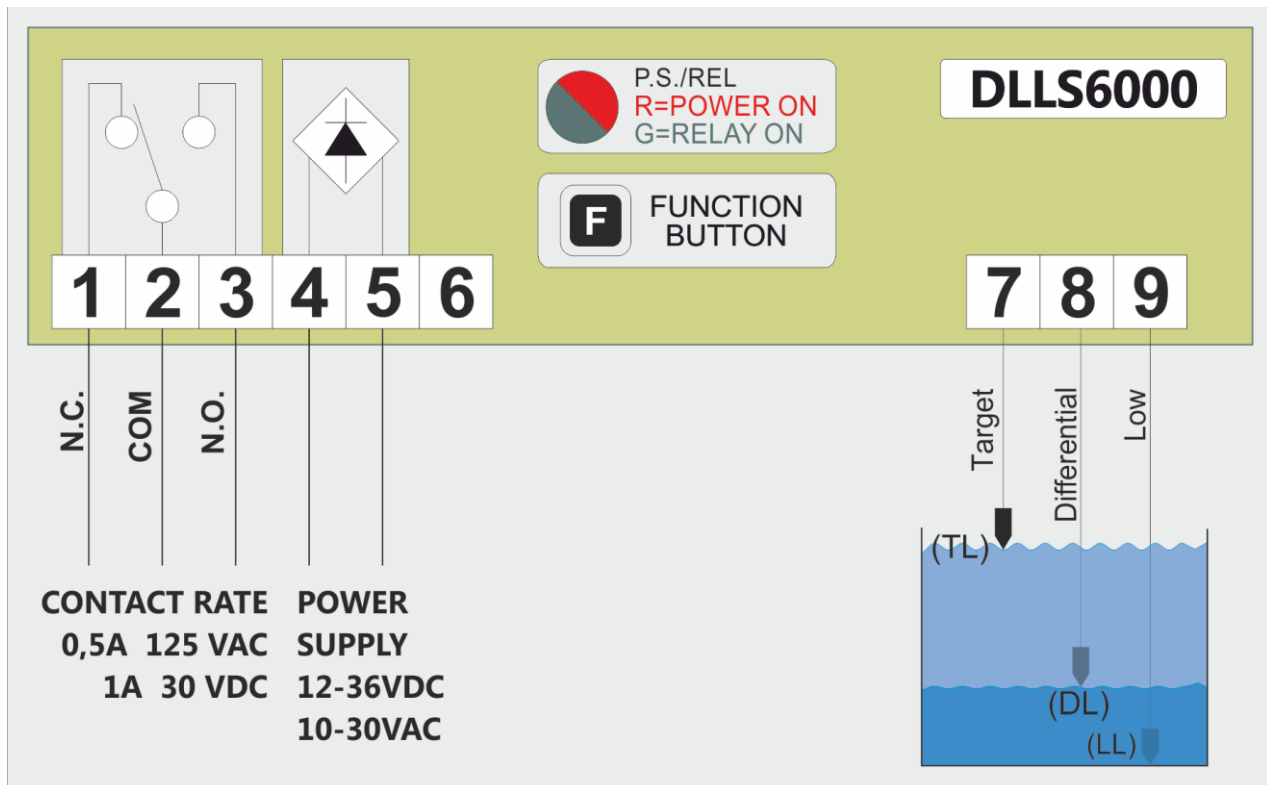 P.S./REL
R=POWER ON
G=RELAY ON
DLLS6000
F
FUNCTION
BUTTON
1 2 3 4 5 6
7 8 9
N.C.
COM
N.O.
Target
Differential
Low
(TL)
(DL)
(LL)
CONTACT RATE
0,5A 125 VAC
1A 30 VDC
POWER
SUPPLY
12-36VDC
10-30VAC